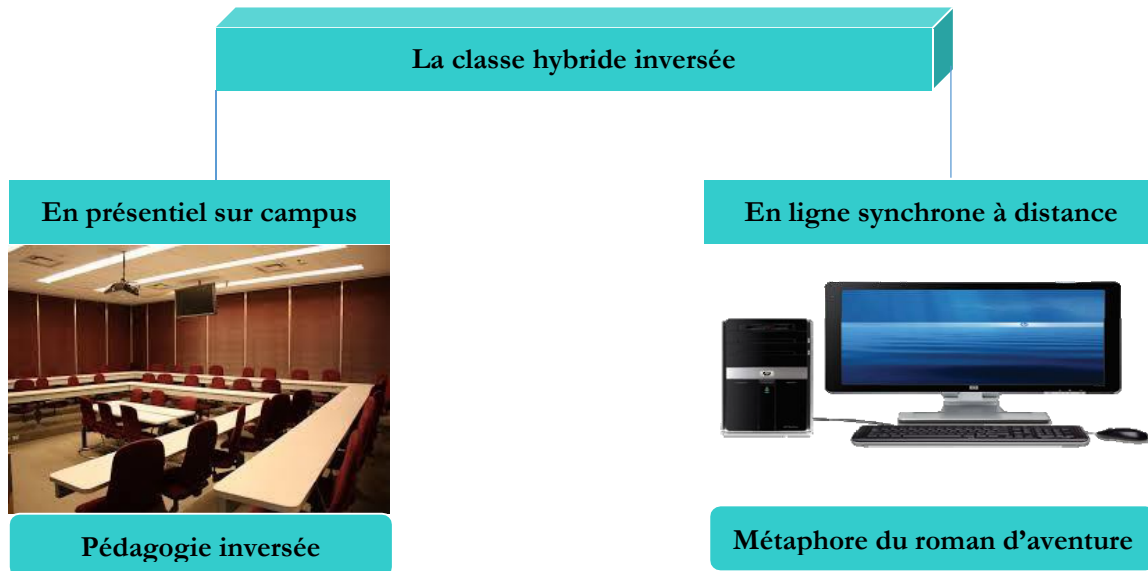 La classe hybride inversée
En présentiel sur campus
En ligne synchrone à distance
Pédagogie inversée
Métaphore du roman d’aventure